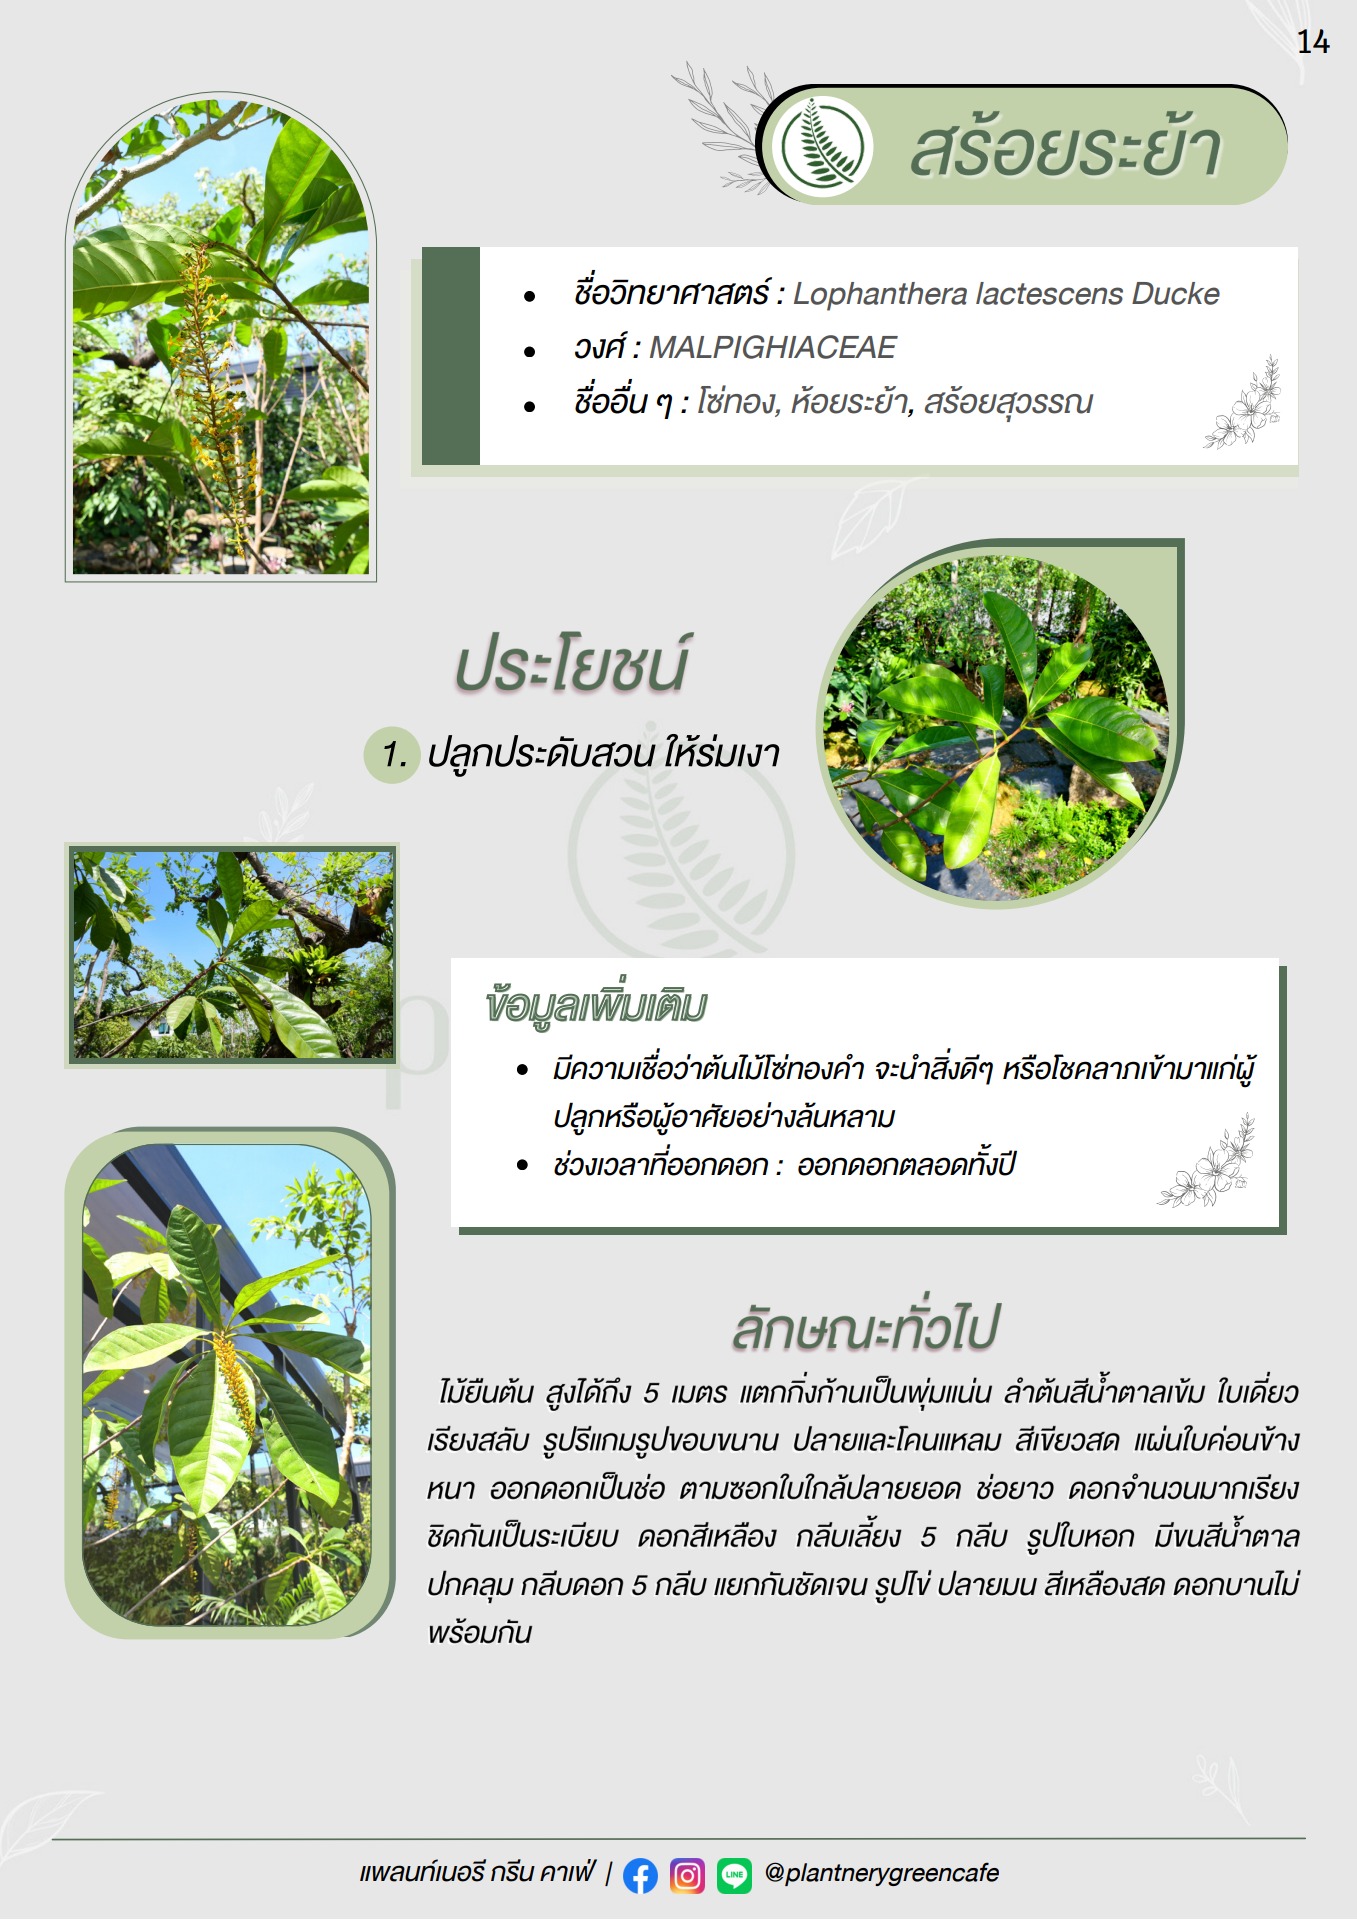 14
สร้อยระย้า
ชื่อวิทยาศาสตร์ : Lophanthera lactescens Ducke
วงศ์ : MALPIGHIACEAE
ชื่ออื่น ๆ : โซ่ทอง, ห้อยระย้า, สร้อยสุวรรณ
ประโยชน์
1. ปลูกประดับสวน ให้ร่มเงา
ข้อมูลเพิ่มเติม
มีความเชื่อว่าต้นไม้โซ่ทองคำ จะนำสิ่งดีๆ หรือโชคลาภเข้ามาแก่ผู้
ปลูกหรือผู้อาศัยอย่างล้นหลาม
ช่วงเวลาที่ออกดอก : ออกดอกตลอดทั้งปี
ลักษณะทั่วไป
ไม้ยืนต้น สูงได้ถึง 5 เมตร แตกกิ่งก้านเป็นพุ่มแน่น ลำต้นสีน้ำตาลเข้ม ใบเดี่ยว
เรียงสลับ รูปรีแกมรูปขอบขนาน ปลายและโคนแหลม สีเขียวสด แผ่นใบค่อนข้าง
หนา ออกดอกเป็นช่อ ตามซอกใบใกล้ปลายยอด ช่อยาว ดอกจำนวนมากเรียง
ชิดกันเป็นระเบียบ ดอกสีเหลือง กลีบเลี้ยง 5 กลีบ รูปใบหอก มีขนสีน้ำตาล
ปกคลุม กลีบดอก 5 กลีบ แยกกันชัดเจน รูปไข่ ปลายมน สีเหลืองสด ดอกบานไม่
พร้อมกัน
แพลนท์เนอรี กรีน คาเฟ่ | LINE @plantnerygreencafe